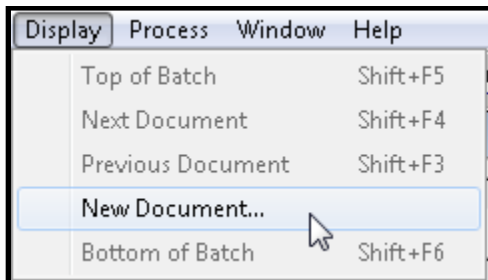 Display Process Window Help
Top of Batch Shift+F5
Next Document Shift+F4
Previous Document Shift+F3
New Document...
Bottom of Batch Shift+F6